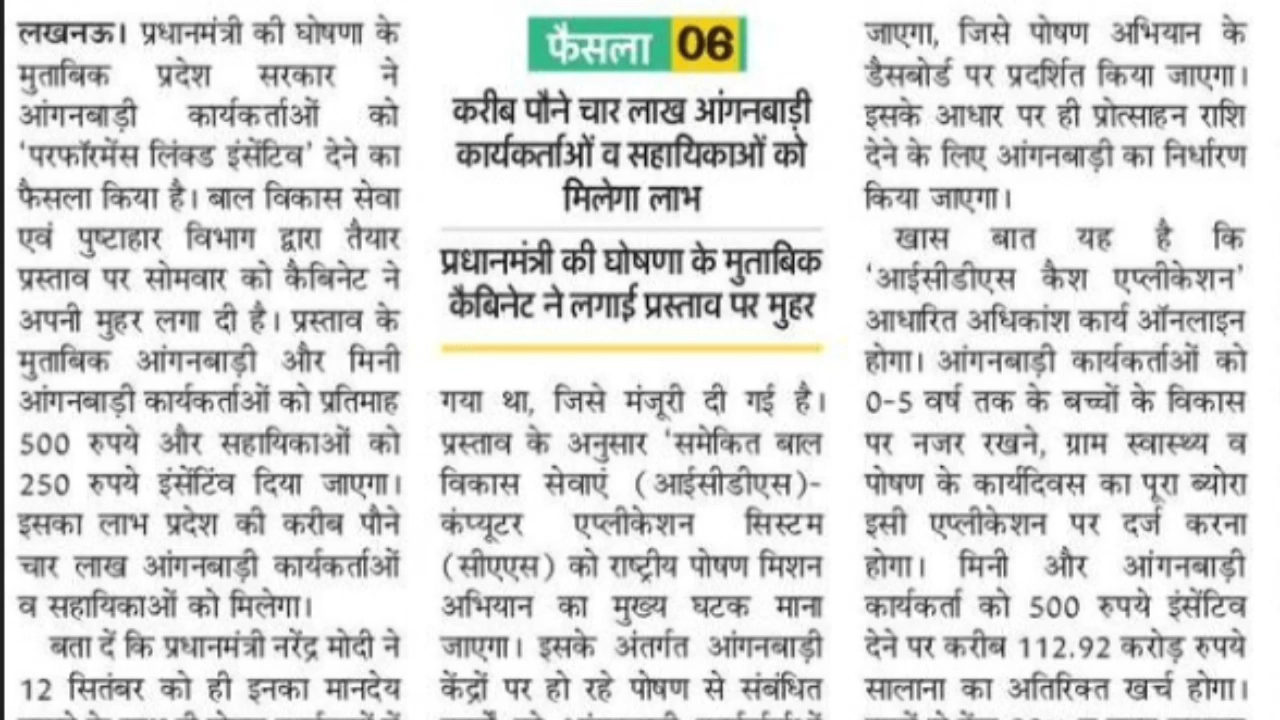 लखनऊ। प्रधानमंत्री की घोषणा के
मुताबिक प्रदेश सरकार ने
आंगनबाड़ी कार्यकर्ताओं को
'परफॉरमेंस लिंक्ड इंसेंटिव' देने का
फैसला किया है। बाल विकास सेवा
एवं पुष्टाहार विभाग द्वारा तैयार
प्रस्ताव पर सोमवार को कैबिनेट ने
अपनी मुहर लगा दी है। प्रस्ताव के
मुताबिक आंगनबाड़ी और मिनी
आंगनबाड़ी कार्यकर्ताओं को प्रतिमाह
500 रुपये और सहायिकाओं को
250 रुपये इंसेंटिंव दिया जाएगा।
इसका लाभ प्रदेश की करीब पौने
चार लाख आंगनबाड़ी कार्यकर्ताओं
व सहायिकाओं को मिलेगा।
बता दें कि प्रधानमंत्री नरेंद्र मोदी ने
12 सितंबर को ही इनका मानदेय
फैसला 06
करीब पौने चार लाख आंगनबाड़ी
कार्यकर्ताओं व सहायिकाओं को
मिलेगा लाभ
प्रधानमंत्री की घोषणा के मुताबिक
कैबिनेट ने लगाई प्रस्ताव पर मुहर
गया था, जिसे मंजूरी दी गई है।
प्रस्ताव के अनुसार 'समेकित बाल
विकास सेवाएं (आईसीडीएस)-
कंप्यूटर एप्लीकेशन सिस्टम
(सीएएस) को राष्ट्रीय पोषण मिशन
अभियान का मुख्य घटक माना
जाएगा। इसके अंतर्गत आंगनबाड़ी
केंद्रों पर हो रहे पोषण से संबंधित
जाएगा, जिसे पोषण अभियान के
डैसबोर्ड पर प्रदर्शित किया जाएगा।
इसके आधार पर ही प्रोत्साहन राशि
देने के लिए आंगनबाड़ी का निर्धारण
किया जाएगा।
खास बात यह है कि
'आईसीडीएस कैश एप्लीकेशन'
आधारित अधिकांश कार्य ऑनलाइन
होगा। आंगनबाड़ी कार्यकर्ताओं को
0-5 वर्ष तक के बच्चों के विकास
पर नजर रखने, ग्राम स्वास्थ्य व
पोषण के कार्यदिवस का पूरा ब्योरा
इसी एप्लीकेशन पर दर्ज करना
होगा। मिनी और आंगनबाड़ी
कार्यकर्ता को 500 रुपये इंसेंटिव
देने पर करीब 112.92 करोड़ रुपये
सालाना का अतिरिक्त खर्च होगा।